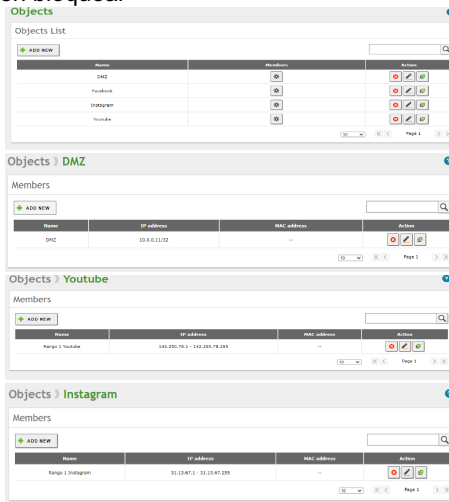 Objects
Objects List
ADD NEW
Name Members Action
DMZ
Facebook
Instagram
Youtube
10 Page 1
Objects DMZ
Members
ADD NEW
Name IP address MAC address Action
DMZ 10.0.0.11/32 --
10 Page 1
Objects Youtube
Members
ADD NEW
Name IP address MAC address Action
Rango 1 Youtube 142.250.78.1 - 142.250.78.255 --
10 Page 1
Objects Instagram
Members
ADD NEW
Name IP address MAC address Action
Rango 1 Instagram 31.13.67.1 - 31.13.67.255 --
10 Page 1